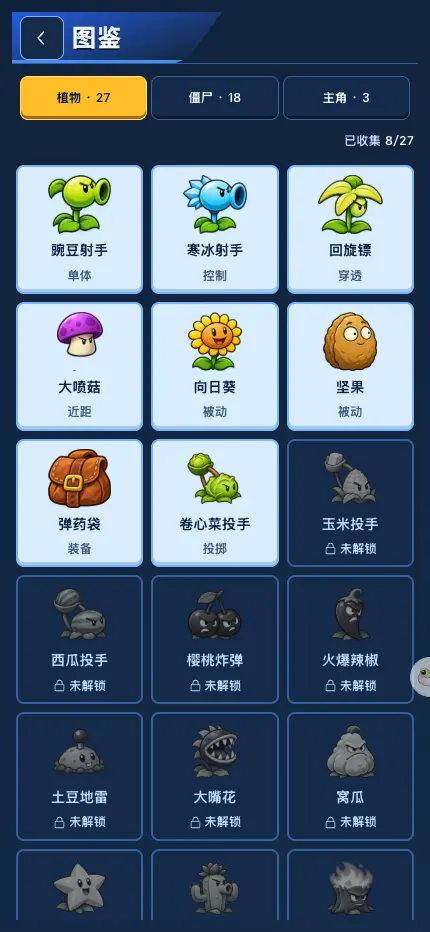 图鉴
植物 · 27
僵尸 · 18
主角 · 3
已收集 8/27
豌豆射手
单体
寒冰射手
控制
回旋镖
穿透
大喷菇
近距
向日葵
被动
坚果
被动
弹药袋
装备
卷心菜投手
投掷
玉米投手
未解锁
西瓜投手
未解锁
樱桃炸弹
未解锁
火爆辣椒
未解锁
土豆地雷
未解锁
大嘴花
未解锁
窝瓜
未解锁